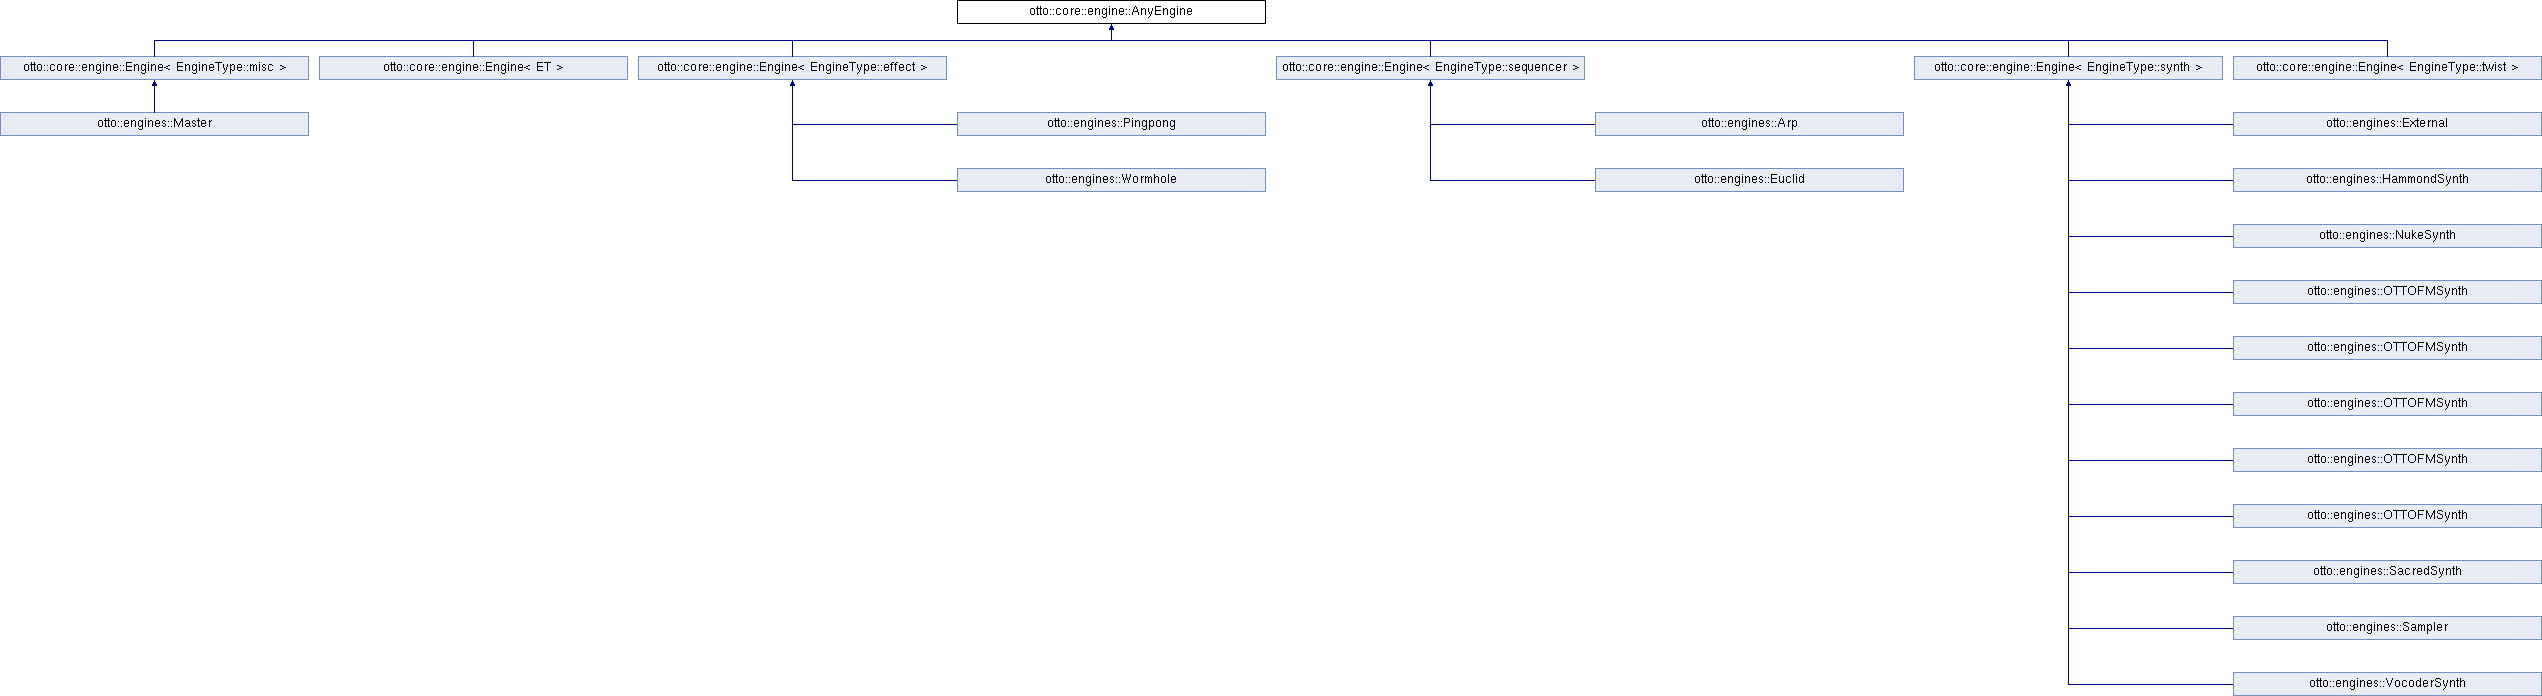 otto::core::engine::AnyEngine
otto::core::engine::Engine< EngineType::misc >
otto::core::engine::Engine< ET >
otto::core::engine::Engine< EngineType::effect >
otto::core::engine::Engine< EngineType::sequencer >
otto::core::engine::Engine< EngineType::synth >
otto::core::engine::Engine< EngineType::twist >
otto::engines::Master
otto::engines::Pingpong
otto::engines::Arp
otto::engines::External
otto::engines::Wormhole
otto::engines::Euclid
otto::engines::HammondSynth
otto::engines::NukeSynth
otto::engines::OTTOFMSynth
otto::engines::OTTOFMSynth
otto::engines::OTTOFMSynth
otto::engines::OTTOFMSynth
otto::engines::OTTOFMSynth
otto::engines::SacredSynth
otto::engines::Sampler
otto::engines::VocoderSynth